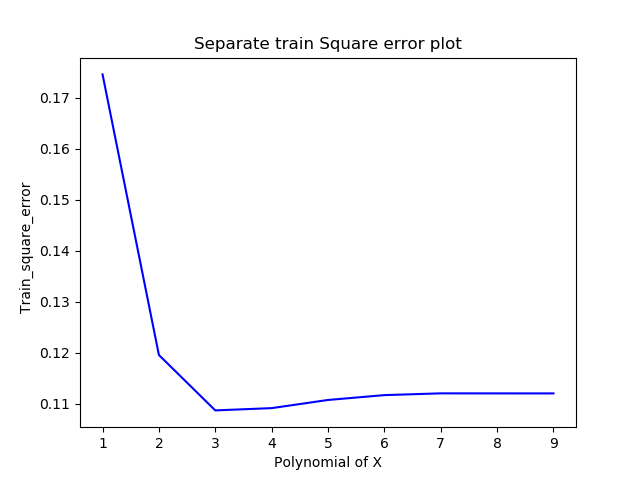 Separate train Square error plot
0.17
0.16
0.15
0.14
0.13
0.12
0.11
Train_square_error
1 2 3 4 5 6 7 8 9
Polynomial of X